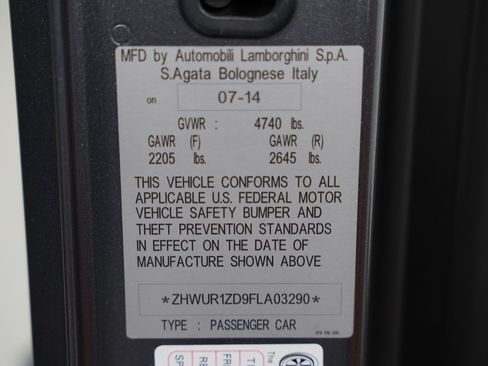 MFD by Automobili Lamborghini S.p.A.
S.Agata Bolognese Italy
on 07-14
GVWR : 4740 lbs.
GAWR (F) GAWR (R)
2205 lbs. 2645 lbs.
THIS VEHICLE CONFORMS TO ALL
APPLICABLE U.S. FEDERAL MOTOR
VEHICLE SAFETY BUMPER AND
THEFT PREVENTION STANDARDS
IN EFFECT ON THE DATE OF
MANUFACTURE SHOWN ABOVE
*ZHWUR1ZD9FLA03290*
TYPE : PASSENGER CAR
The